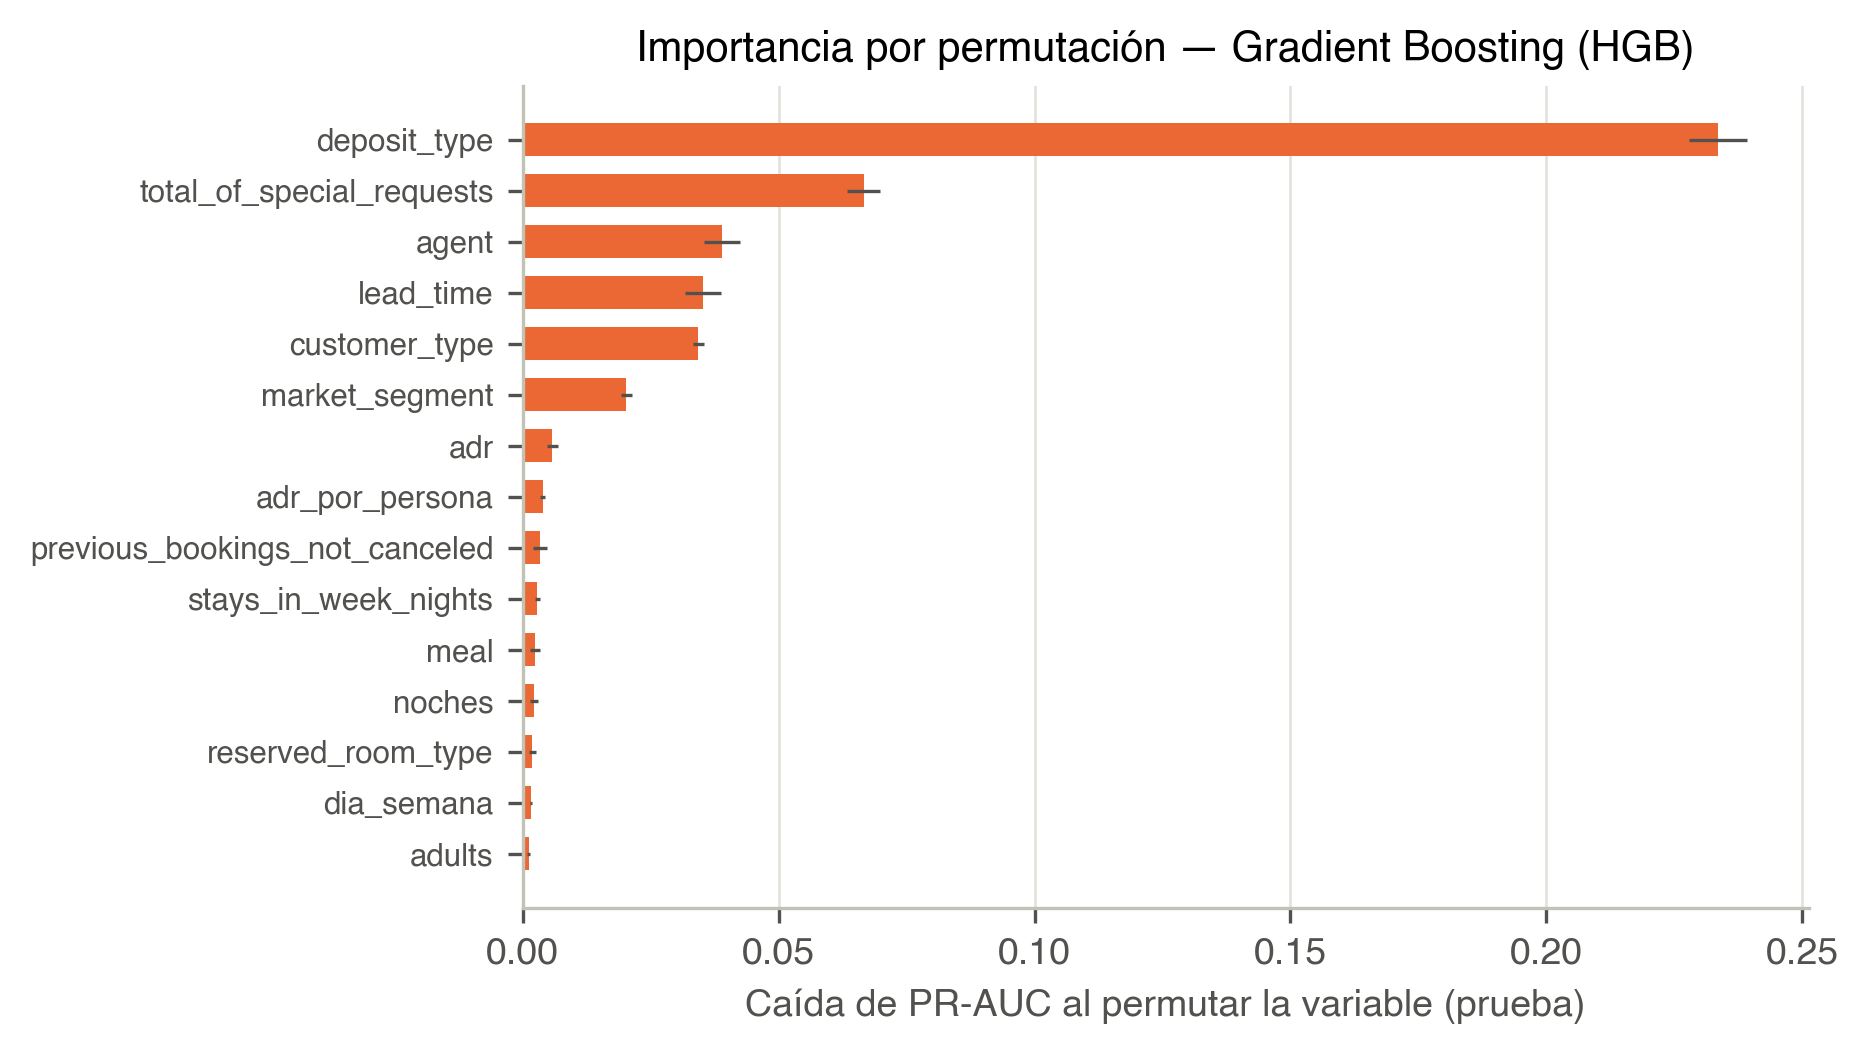 Importancia por permutación — Gradient Boosting (HGB)
deposit_type
total_of_special_requests
agent
lead_time
customer_type
market_segment
adr
adr_por_persona
previous_bookings_not_canceled
stays_in_week_nights
meal
noches
reserved_room_type
dia_semana
adults
0.00 0.05 0.10 0.15 0.20 0.25
Caída de PR-AUC al permutar la variable (prueba)